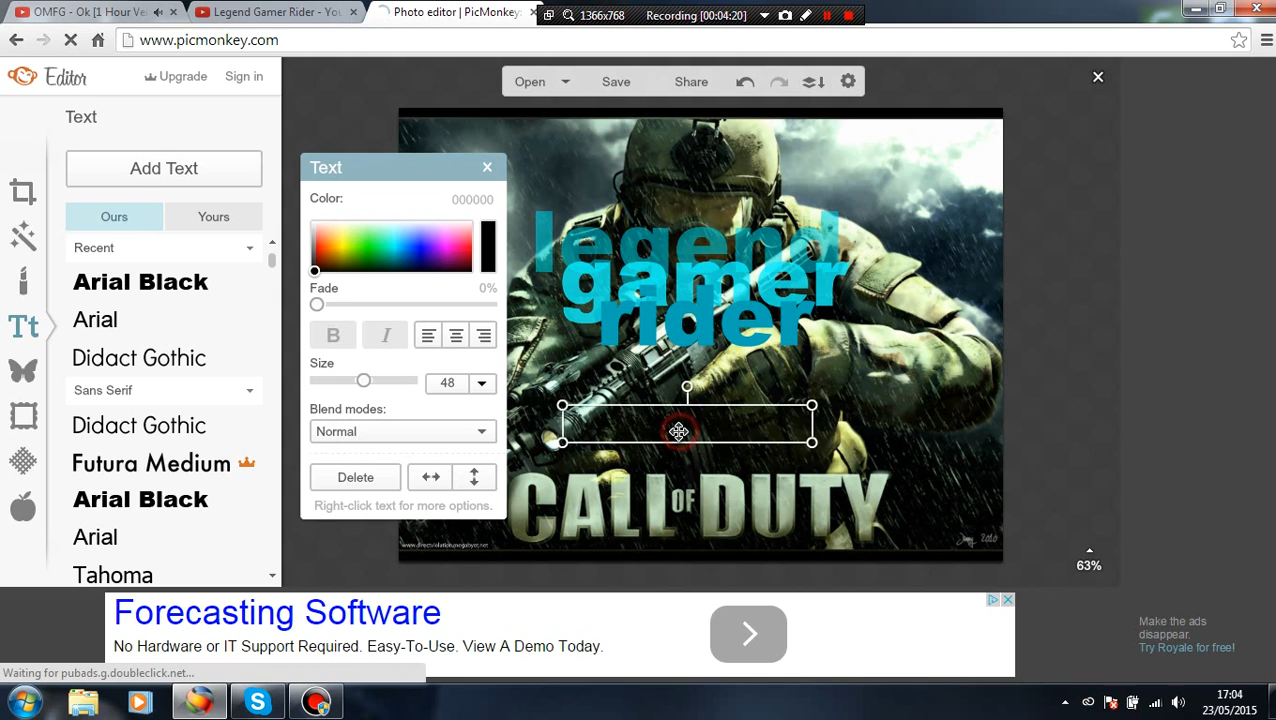 OMFG - Ok [1 Hour Ve
Legend Gamer Rider - You
Photo editor | PicMonkey:
1366x768
Recording [00:04:20]
www.picmonkey.com
Editor
Upgrade
Sign in
Open
Save
Share
Text
Add Text
Ours
Yours
Recent
Arial Black
Arial
Didact Gothic
Sans Serif
Didact Gothic
Futura Medium
Arial Black
Arial
Tahoma
Tt
Text
Color:
000000
Fade
0%
B
I
Size
48
Blend modes:
Normal
Delete
Right-click text for more options.
legend
gamer
rider
CALL OF DUTY
63%
Forecasting Software
No Hardware or IT Support Required. Easy-To-Use. View A Demo Today.
Make the ads
disappear.
Try Royale for free!
Waiting for pubads.g.doubleclick.net...
17:04
23/05/2015